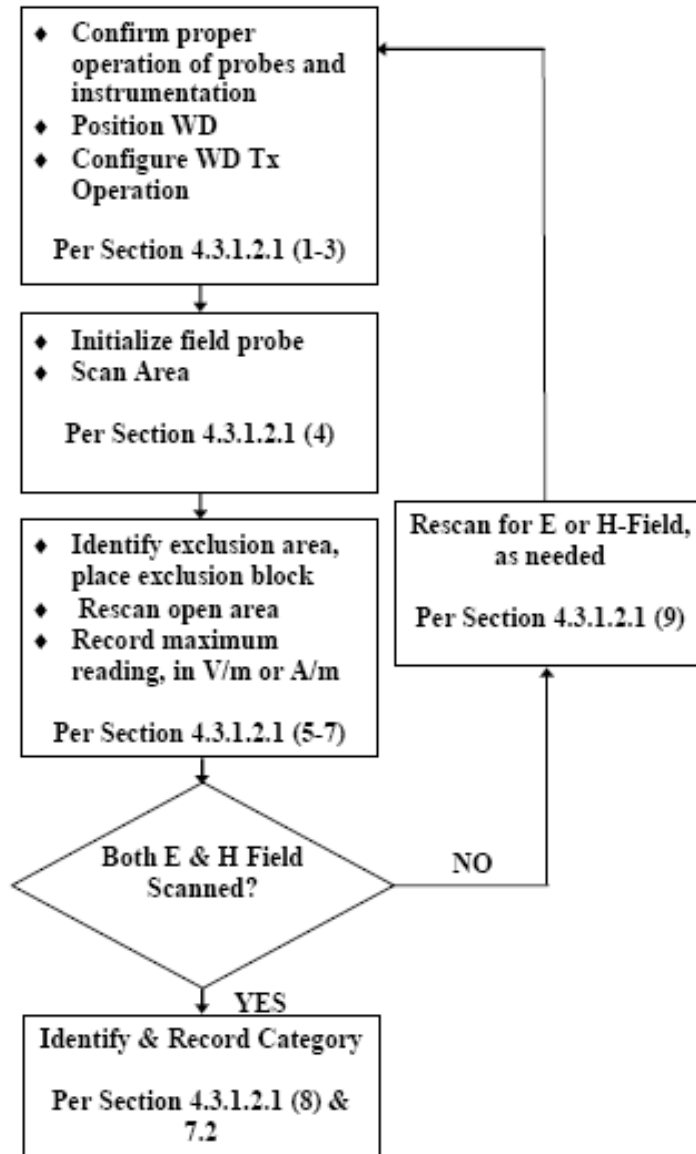 ♦ Confirm proper
operation of probes and
instrumentation
♦ Position WD
♦ Configure WD Tx
Operation
Per Section 4.3.1.2.1 (1-3)
♦ Initialize field probe
♦ Scan Area
Per Section 4.3.1.2.1 (4)
♦ Identify exclusion area,
place exclusion block
♦ Rescan open area
♦ Record maximum
reading, in V/m or A/m
Per Section 4.3.1.2.1 (5-7)
Rescan for E or H-Field,
as needed
Per Section 4.3.1.2.1 (9)
Both E & H Field
Scanned?
NO
YES
Identify & Record Category
Per Section 4.3.1.2.1 (8) &
7.2